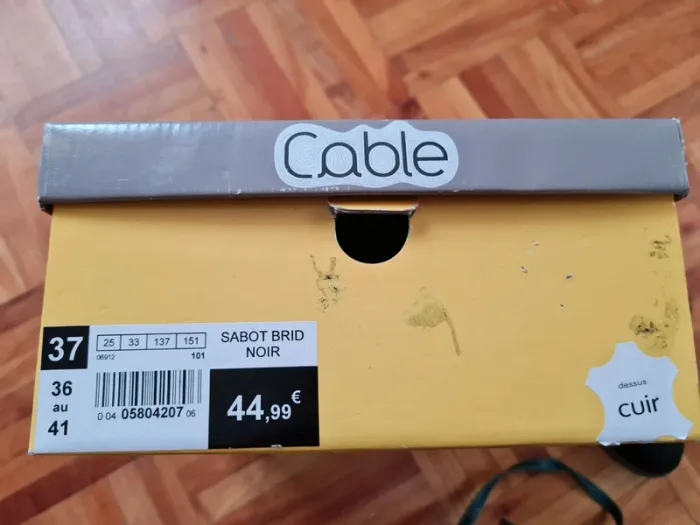 Cable
37
25 33 137 151
06912 101
SABOT BRID
NOIR
36
au
41
0 04 05804207 06
44,99€
dessus
cuir